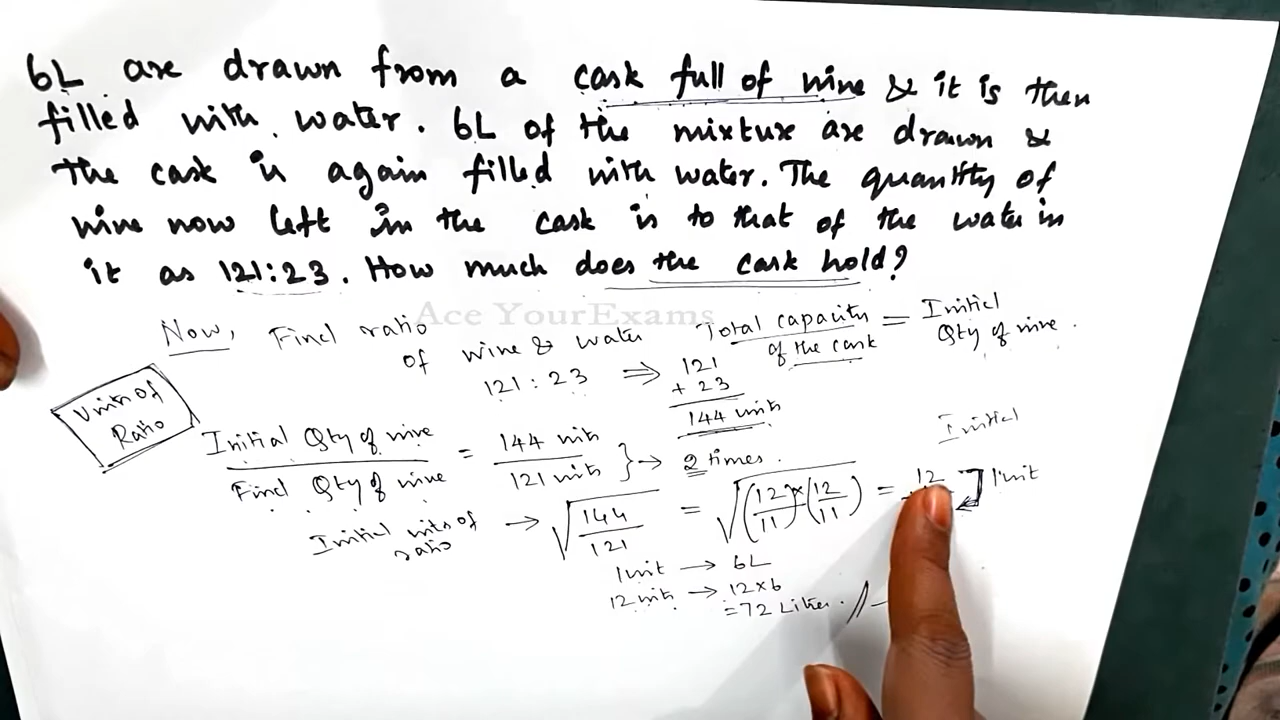 6L are drawn from a cask full of wine & it is then
filled with water. 6L of the mixture are drawn &
the cask is again filled with water. The quantity of
wine now left in the cask is to that of the water in
it as 121:23. How much does the cask hold?
Ace YourExams
Now, Find ratio
of wine & water
121 : 23 ⇒ 121
+ 23
144 units
Total capacity
of the cask = Initial
Qty of wine.
Units Of
Ratio
Initial Qty of wine
Final Qty of wine
= 144 units
121 units
} → 2 times.
Initial units of
ratio → √144/121 = √(12/11)×(12/11) = 12
Initial
1 unit
1 unit → 6L
12 units → 12×6
= 72 Litres. //